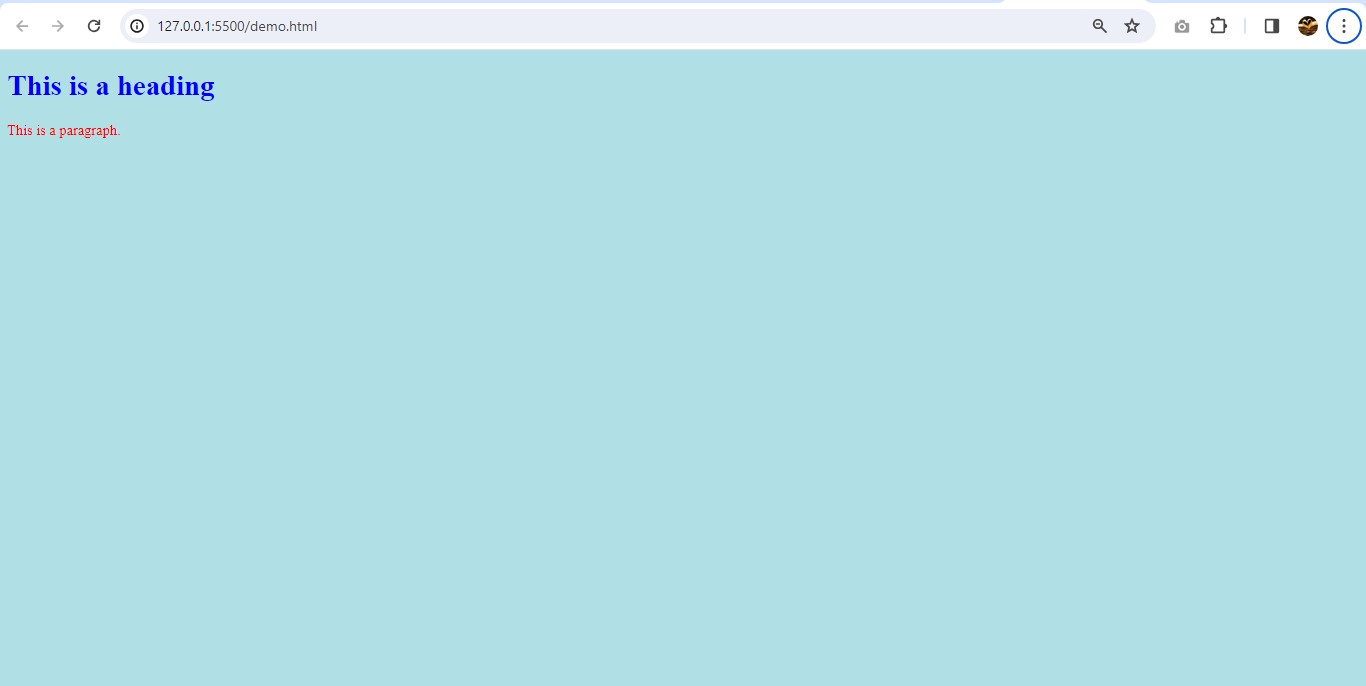 127.0.0.1:5500/demo.html
This is a heading
This is a paragraph.